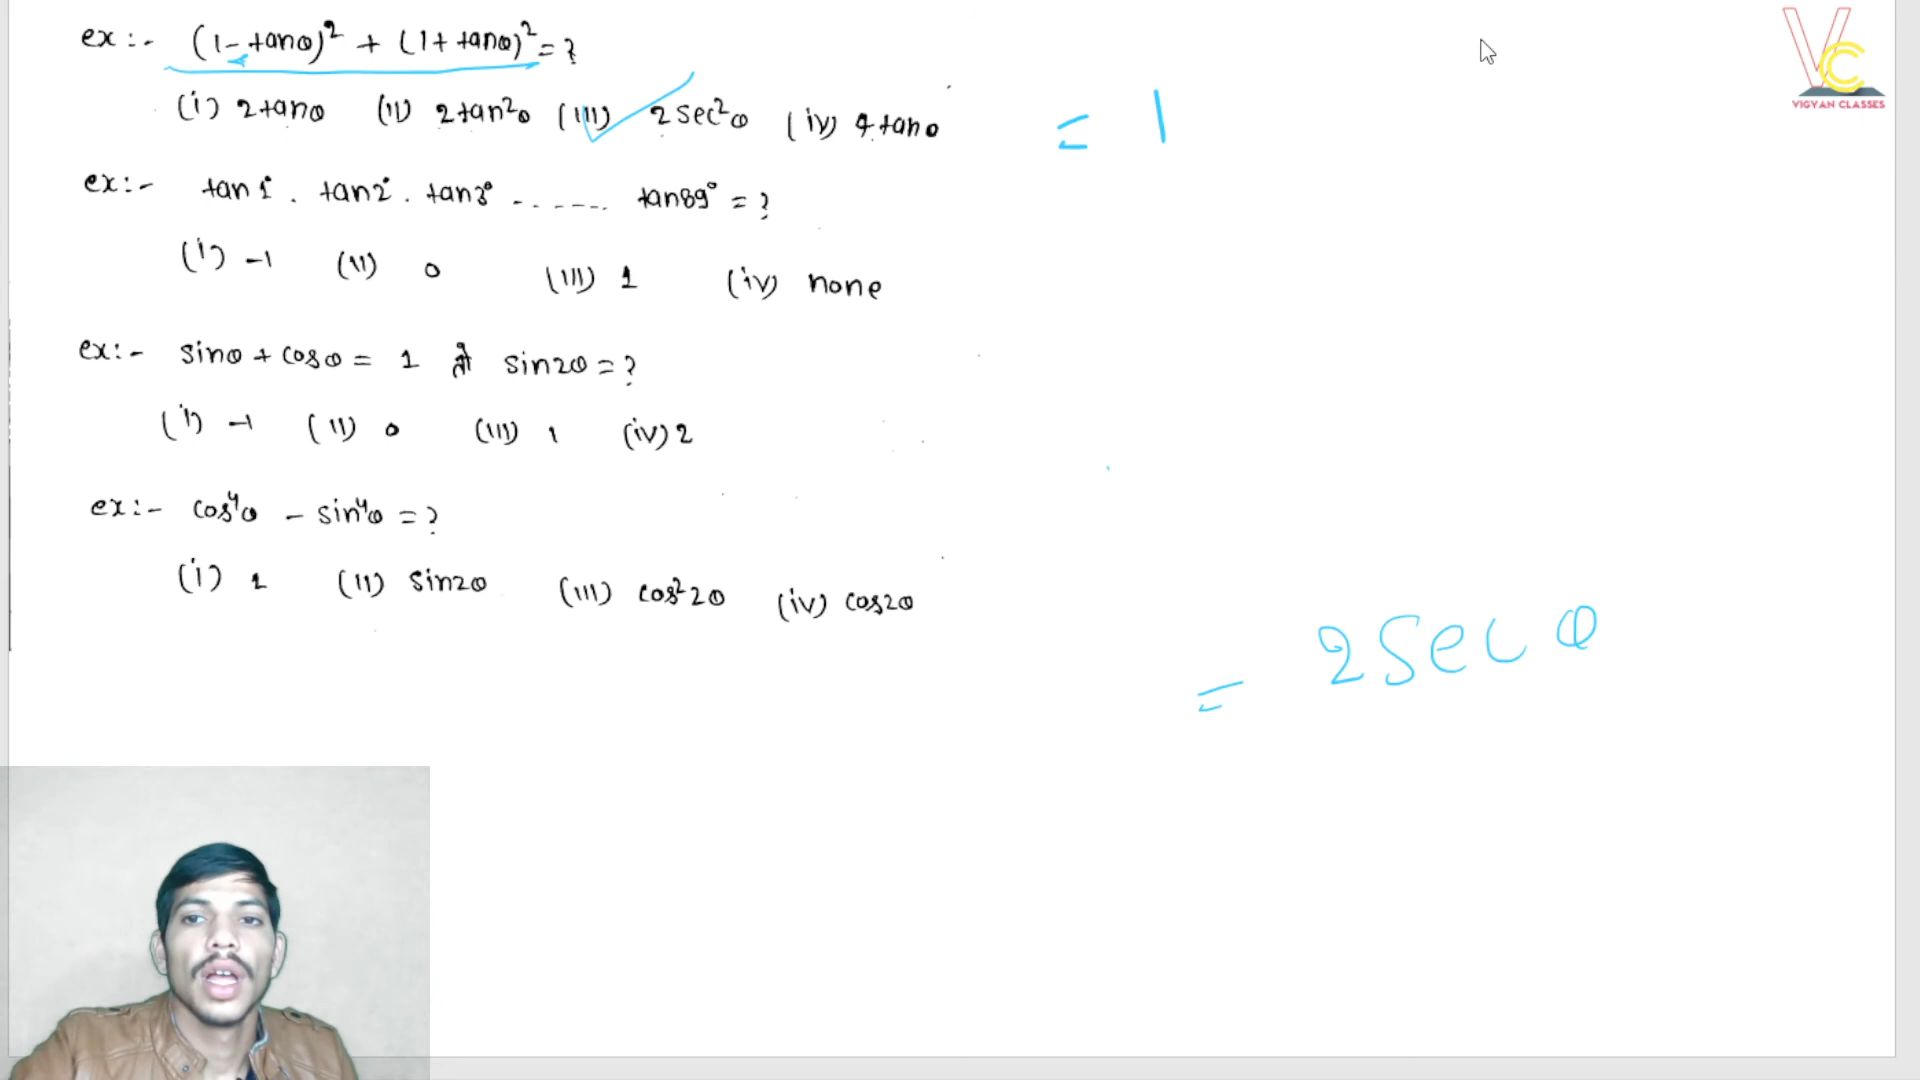 ex:- (1-tanθ)² + (1+tanθ)² = ?
(i) 2tanθ (ii) 2tan²θ (iii) 2sec²θ (iv) 4tanθ
= 1
ex:- tan1° . tan2° . tan3° ........ tan89° = ?
(i) -1 (ii) 0 (iii) 1 (iv) none
ex:- sinθ + cosθ = 1 तो sin2θ = ?
(i) -1 (ii) 0 (iii) 1 (iv) 2
ex:- cos⁴θ - sin⁴θ = ?
(i) 1 (ii) sin2θ (iii) cos²2θ (iv) cos2θ
= 2secθ
VC
VIGYAN CLASSES